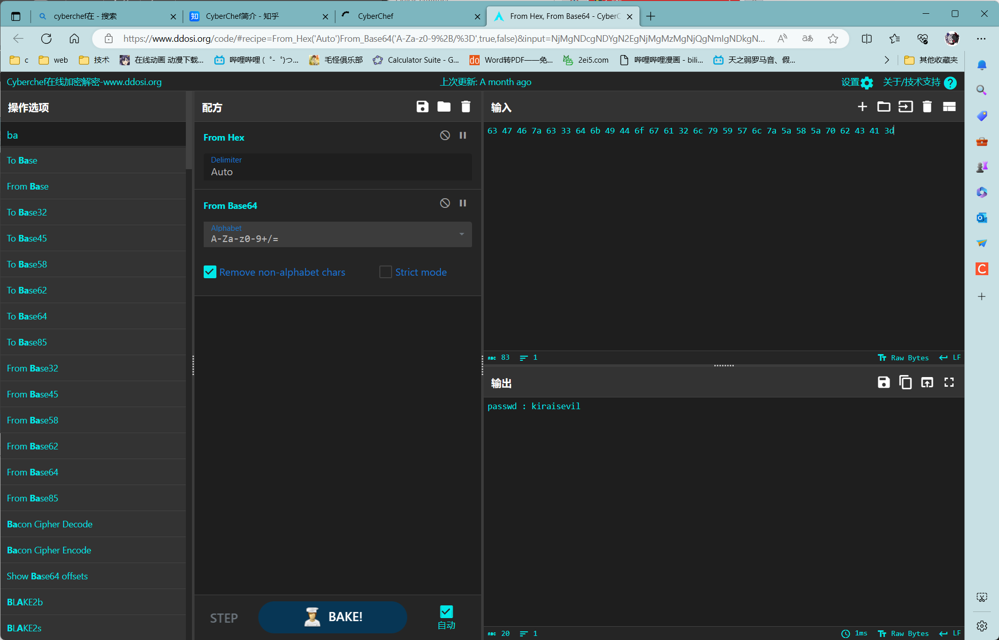 cyberchef在 - 搜索
CyberChef简介 - 知乎
CyberChef
From Hex, From Base64 - CyberC
https://www.ddosi.org/code/#recipe=From_Hex('Auto')From_Base64('A-Za-z0-9%2B/%3D',true,false)&input=NjMgNDcgNDYgN2EgNjMgMzMgNjQgNmIgNDkgN...
c
web
技术
在线动画 动漫下载...
哔哩哔哩 (゜-゜)つ...
毛怪俱乐部
Calculator Suite - G...
Word转PDF——免...
2ei5.com
哔哩哔哩漫画 - bili...
天之弱罗马音、假...
其他收藏夹
Cyberchef在线加密解密-www.ddosi.org
上次更新: A month ago
设置
关于/技术支持
操作选项
ba
To Base
From Base
To Base32
To Base45
To Base58
To Base62
To Base64
To Base85
From Base32
From Base45
From Base58
From Base62
From Base64
From Base85
Bacon Cipher Decode
Bacon Cipher Encode
Show Base64 offsets
BLAKE2b
BLAKE2s
配方
From Hex
Delimiter
Auto
From Base64
Alphabet
A-Za-z0-9+/=
Remove non-alphabet chars
Strict mode
STEP
BAKE!
自动
输入
63 47 46 7a 63 33 64 6b 49 44 6f 67 61 32 6c 79 59 57 6c 7a 5a 58 5a 70 62 43 41 3d
ABC 83
1
Raw Bytes
LF
输出
passwd : kiraisevil
ABC 20
1
1ms
Raw Bytes
LF